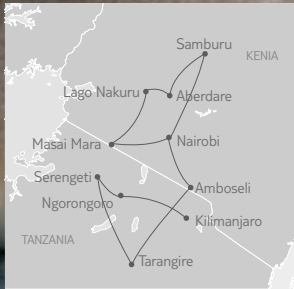 Samburu
KENIA
Lago Nakuru
Aberdare
Masai Mara
Nairobi
Serengeti
Amboseli
Ngorongoro
Kilimanjaro
TANZANIA
Tarangire